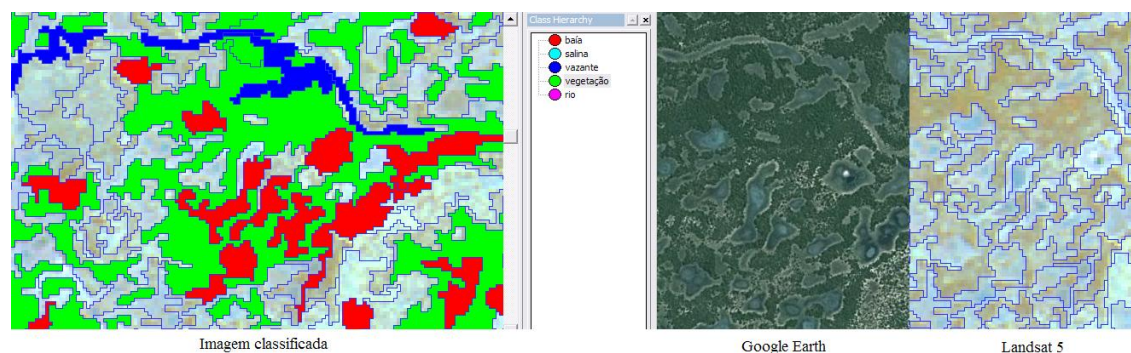 Class Hierarchy
baía
salina
vazante
vegetação
rio
Imagem classificada
Google Earth
Landsat 5